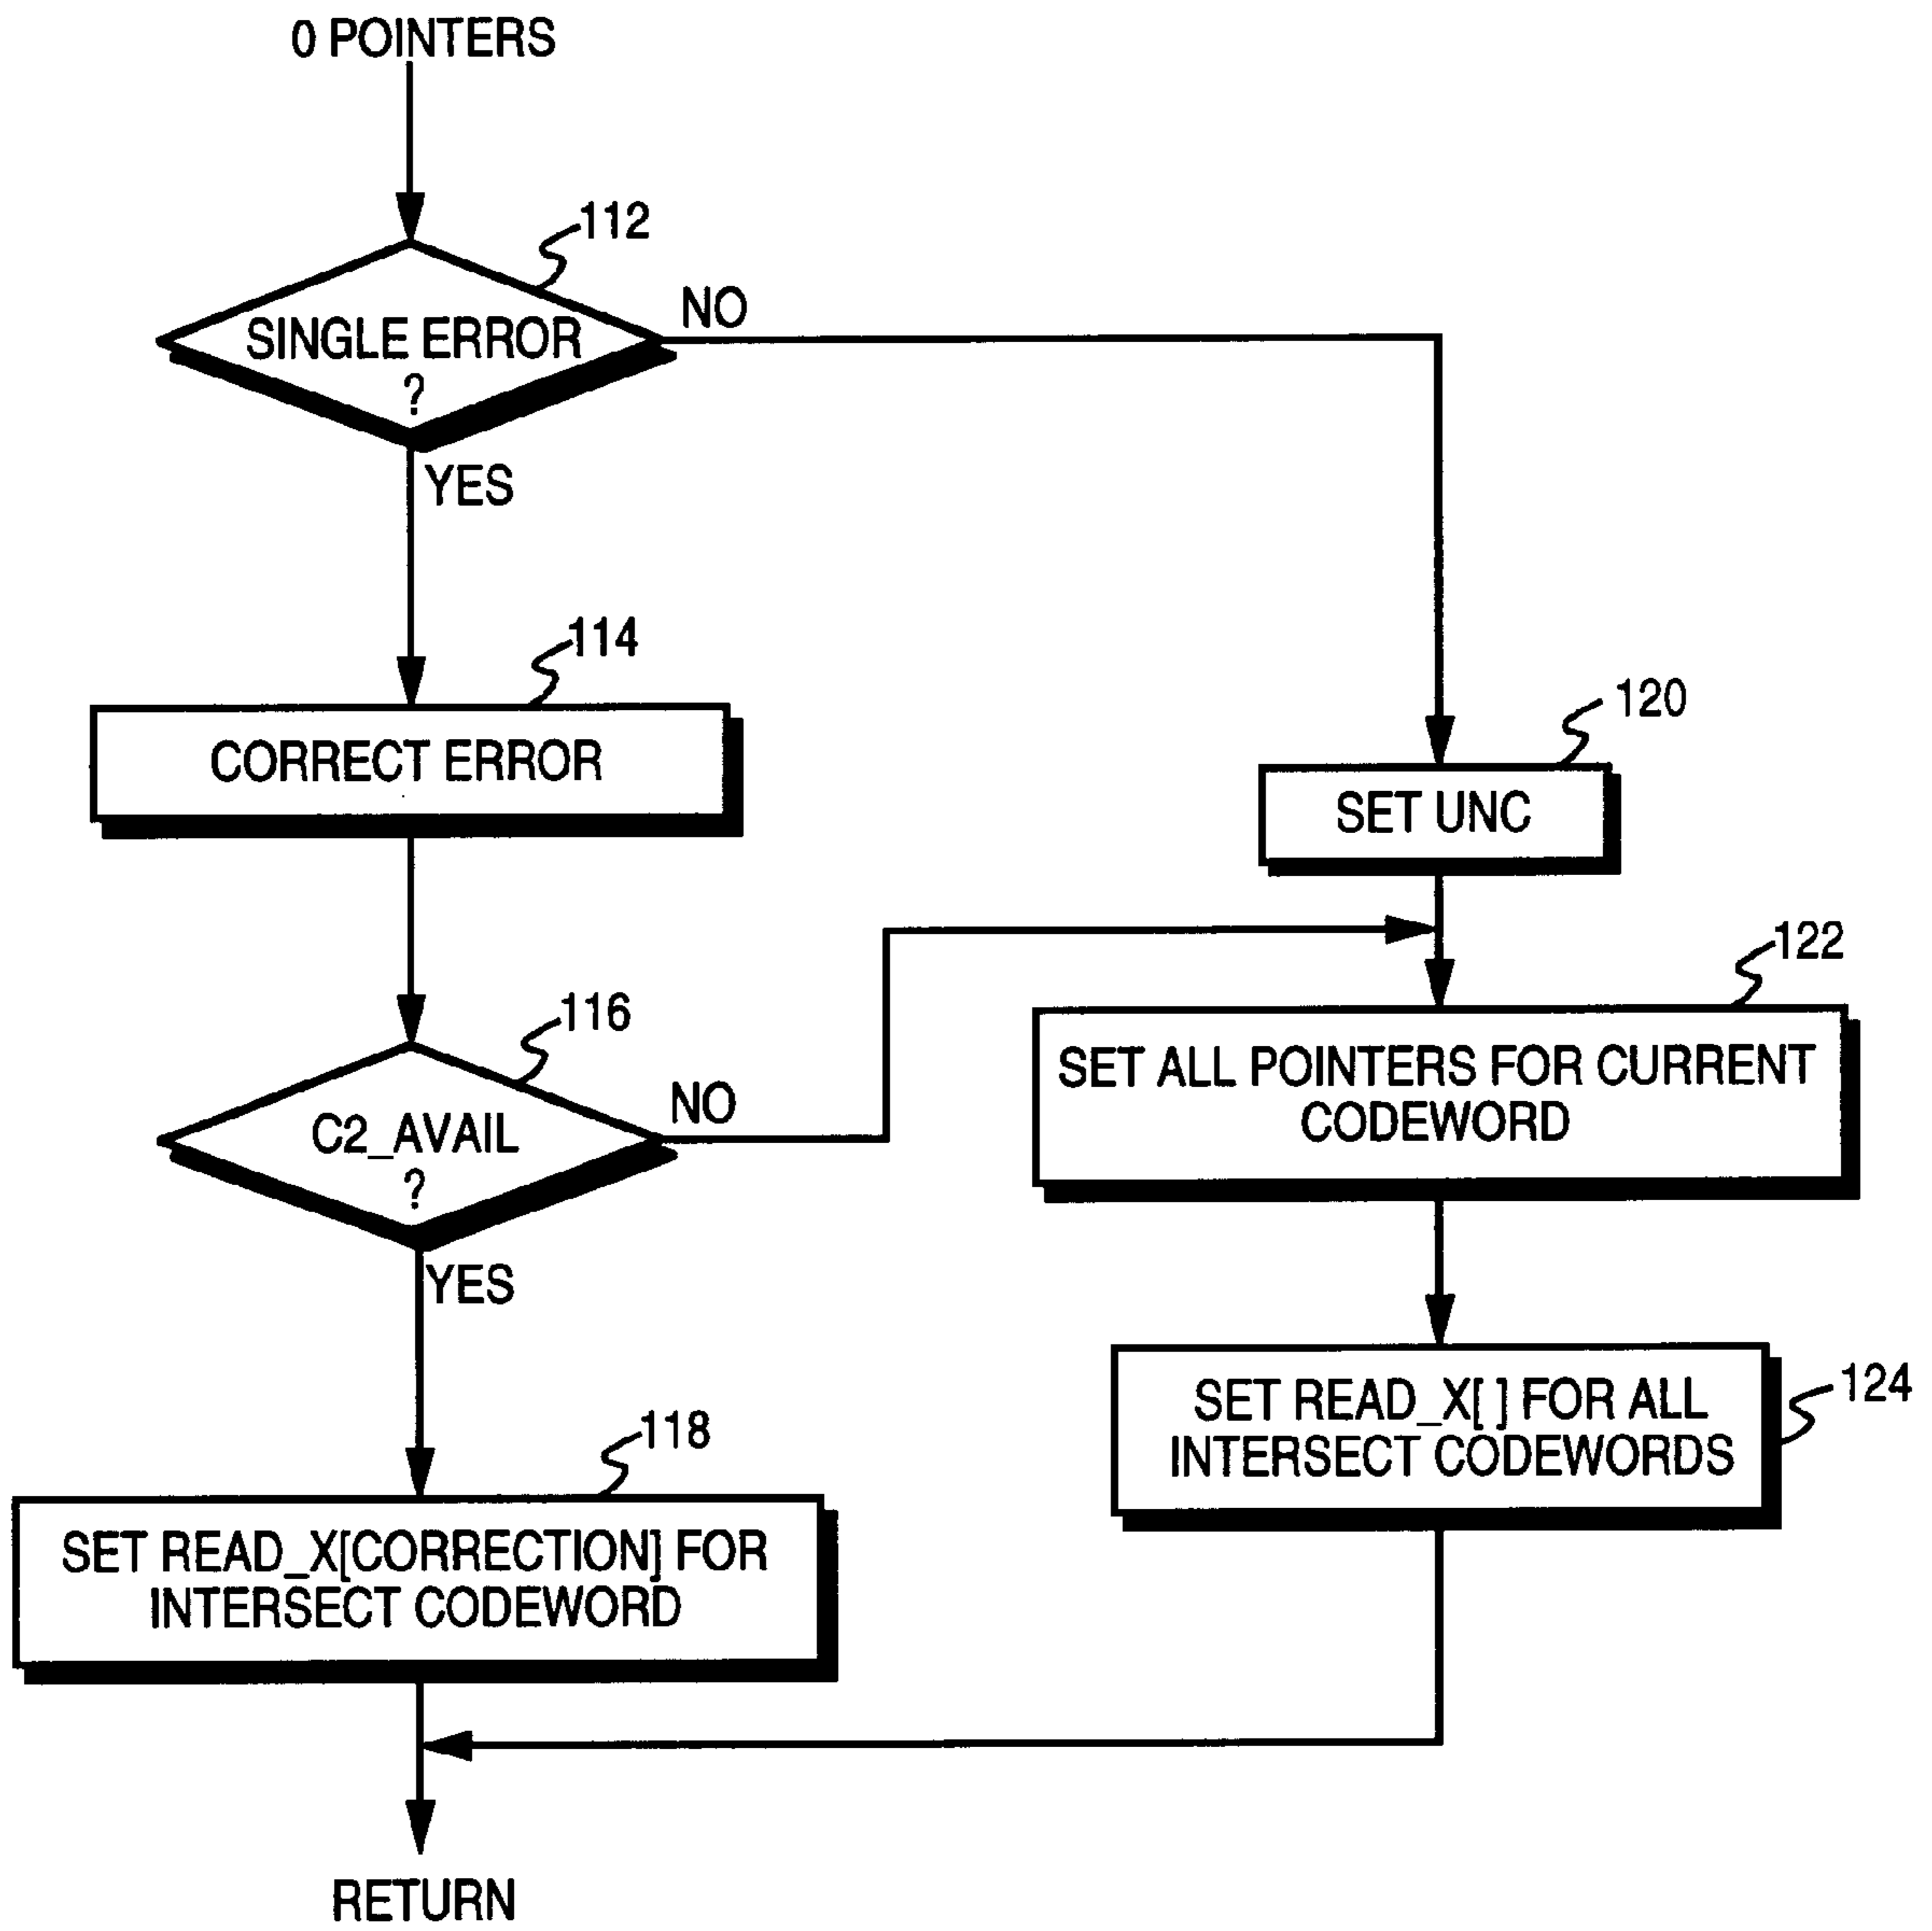 0 POINTERS
112
SINGLE ERROR
?
NO
YES
114
CORRECT ERROR
120
SET UNC
116
C2_AVAIL
?
NO
YES
122
SET ALL POINTERS FOR CURRENT
CODEWORD
118
SET READ_X[CORRECTION] FOR
INTERSECT CODEWORD
124
SET READ_X[ ] FOR ALL
INTERSECT CODEWORDS
RETURN